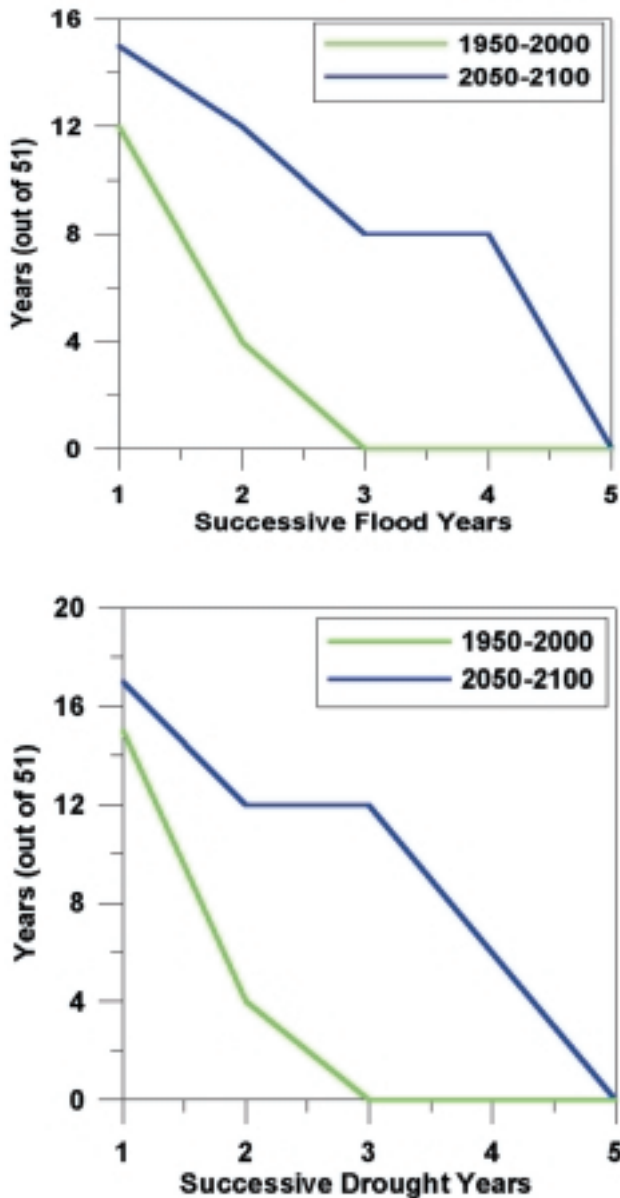 16
1950-2000
2050-2100
12
8
4
0
Years (out of 51)
1 2 3 4 5
Successive Flood Years
20
1950-2000
2050-2100
16
12
8
4
0
Years (out of 51)
1 2 3 4 5
Successive Drought Years